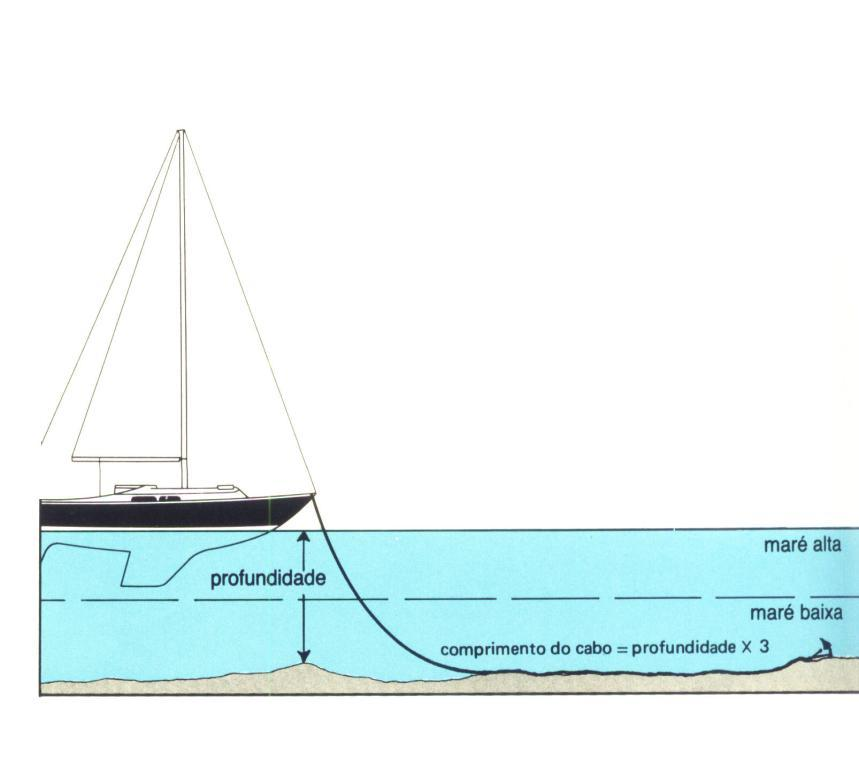 maré alta
profundidade
maré baixa
comprimento do cabo = profundidade X 3